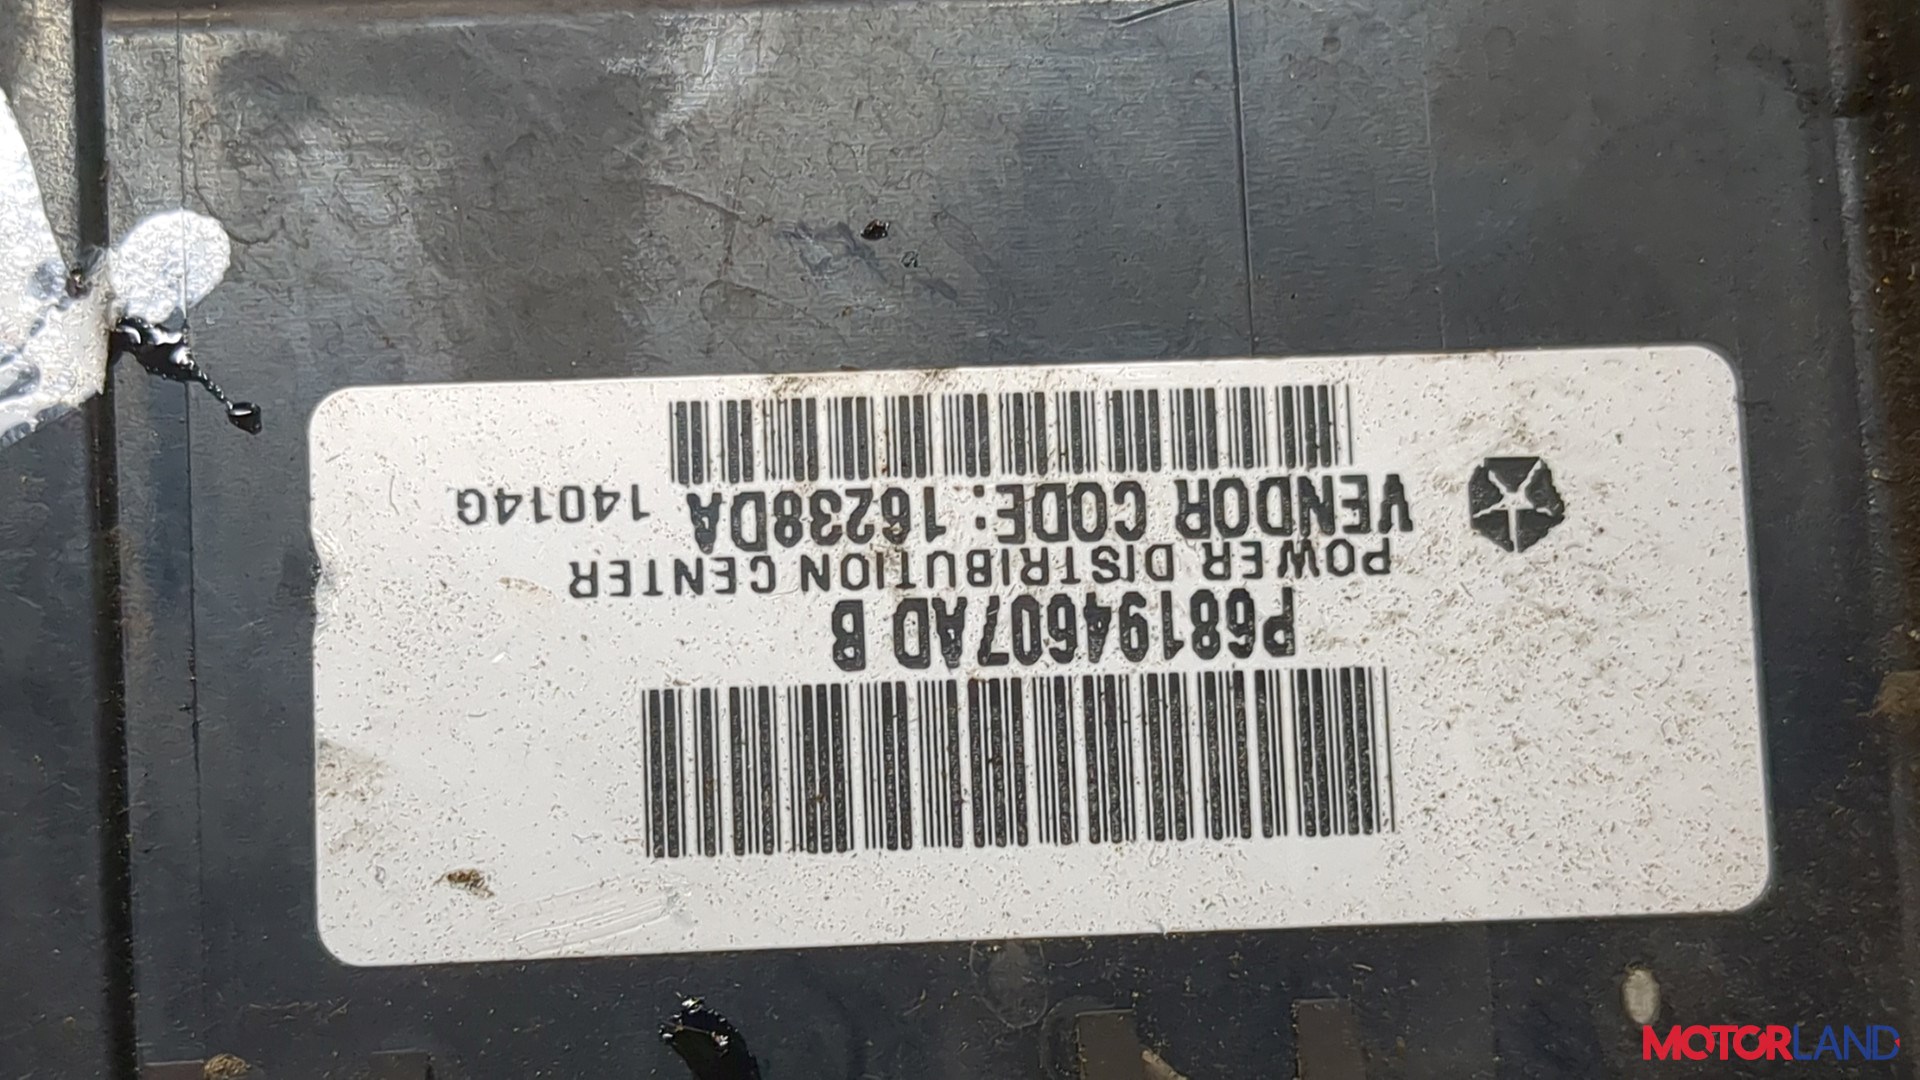 P68194607AD B
POWER DISTRIBUTION CENTER
VENDOR CODE: 16238DA 14014G
MOTORLAND